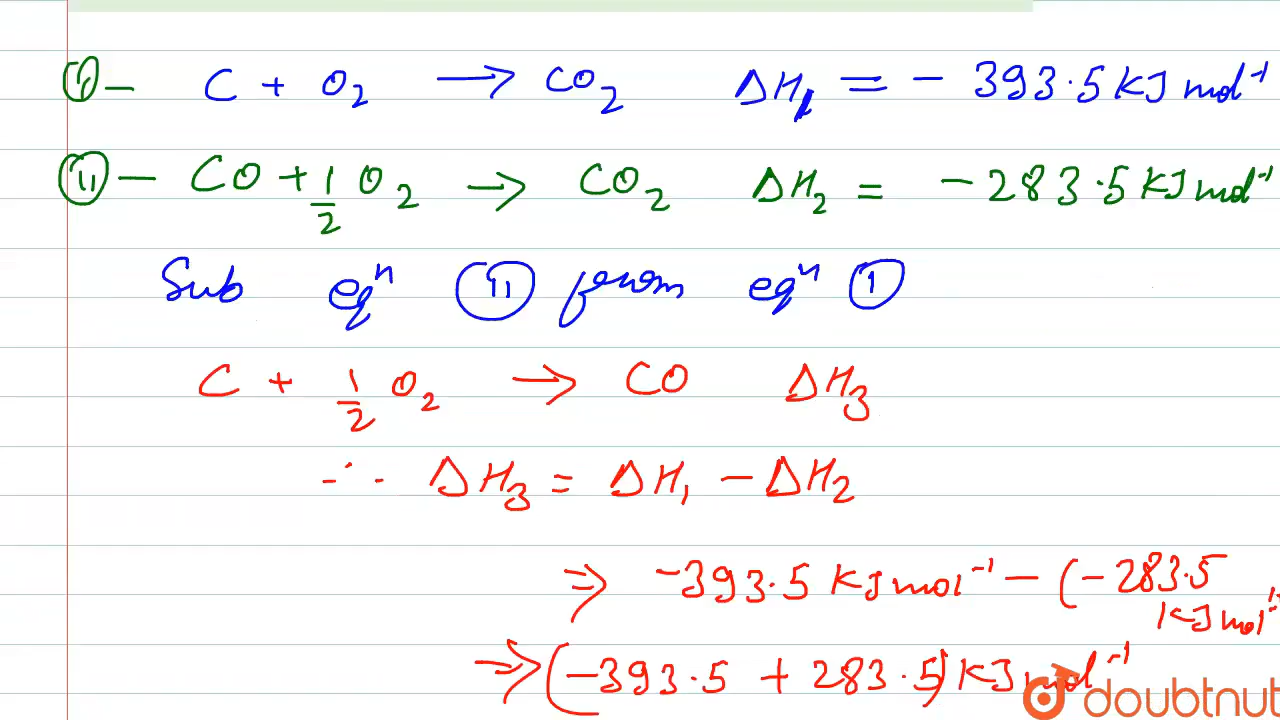 (i) - C + O₂ → CO₂ ΔH₁ = - 393.5 KJ mol⁻¹
(ii) - CO + 1/2 O₂ → CO₂ ΔH₂ = - 283.5 KJ mol⁻¹
Sub eqⁿ (ii) from eqⁿ (1)
C + 1/2 O₂ → CO ΔH₃
∴ ΔH₃ = ΔH₁ - ΔH₂
⇒ -393.5 KJ mol⁻¹ - (-283.5
KJ mol⁻¹
⇒ (-393.5 + 283.5) KJ mol⁻¹
doubtnut